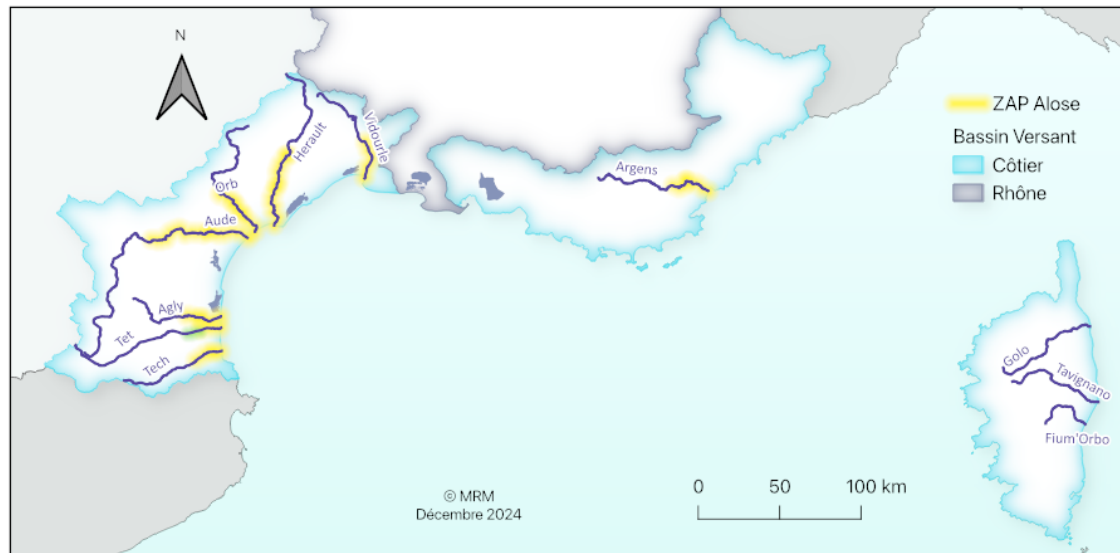 N
ZAP Alose
Bassin Versant
Côtier
Rhône
Vidourle
Herault
Orb
Aude
Argens
Agly
Tet
Tech
Golo
Tavignano
Fium'Orbo
© MRM
Décembre 2024
0 50 100 km